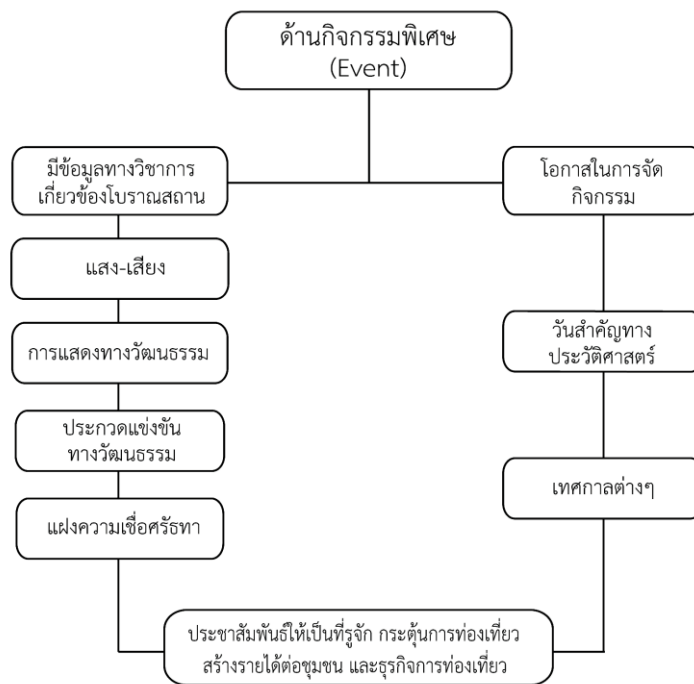 ด้านกิจกรรมพิเศษ
(Event)
มีข้อมูลทางวิชาการ
เกี่ยวข้องโบราณสถาน
แสง-เสียง
การแสดงทางวัฒนธรรม
ประกวดแข่งขัน
ทางวัฒนธรรม
แฝงความเชื่อศรัธทา
โอกาสในการจัด
กิจกรรม
วันสำคัญทาง
ประวัติศาสตร์
เทศกาลต่างๆ
ประชาสัมพันธ์ให้เป็นที่รู้จัก กระตุ้นการท่องเที่ยว
สร้างรายได้ต่อชุมชน และธุรกิจการท่องเที่ยว